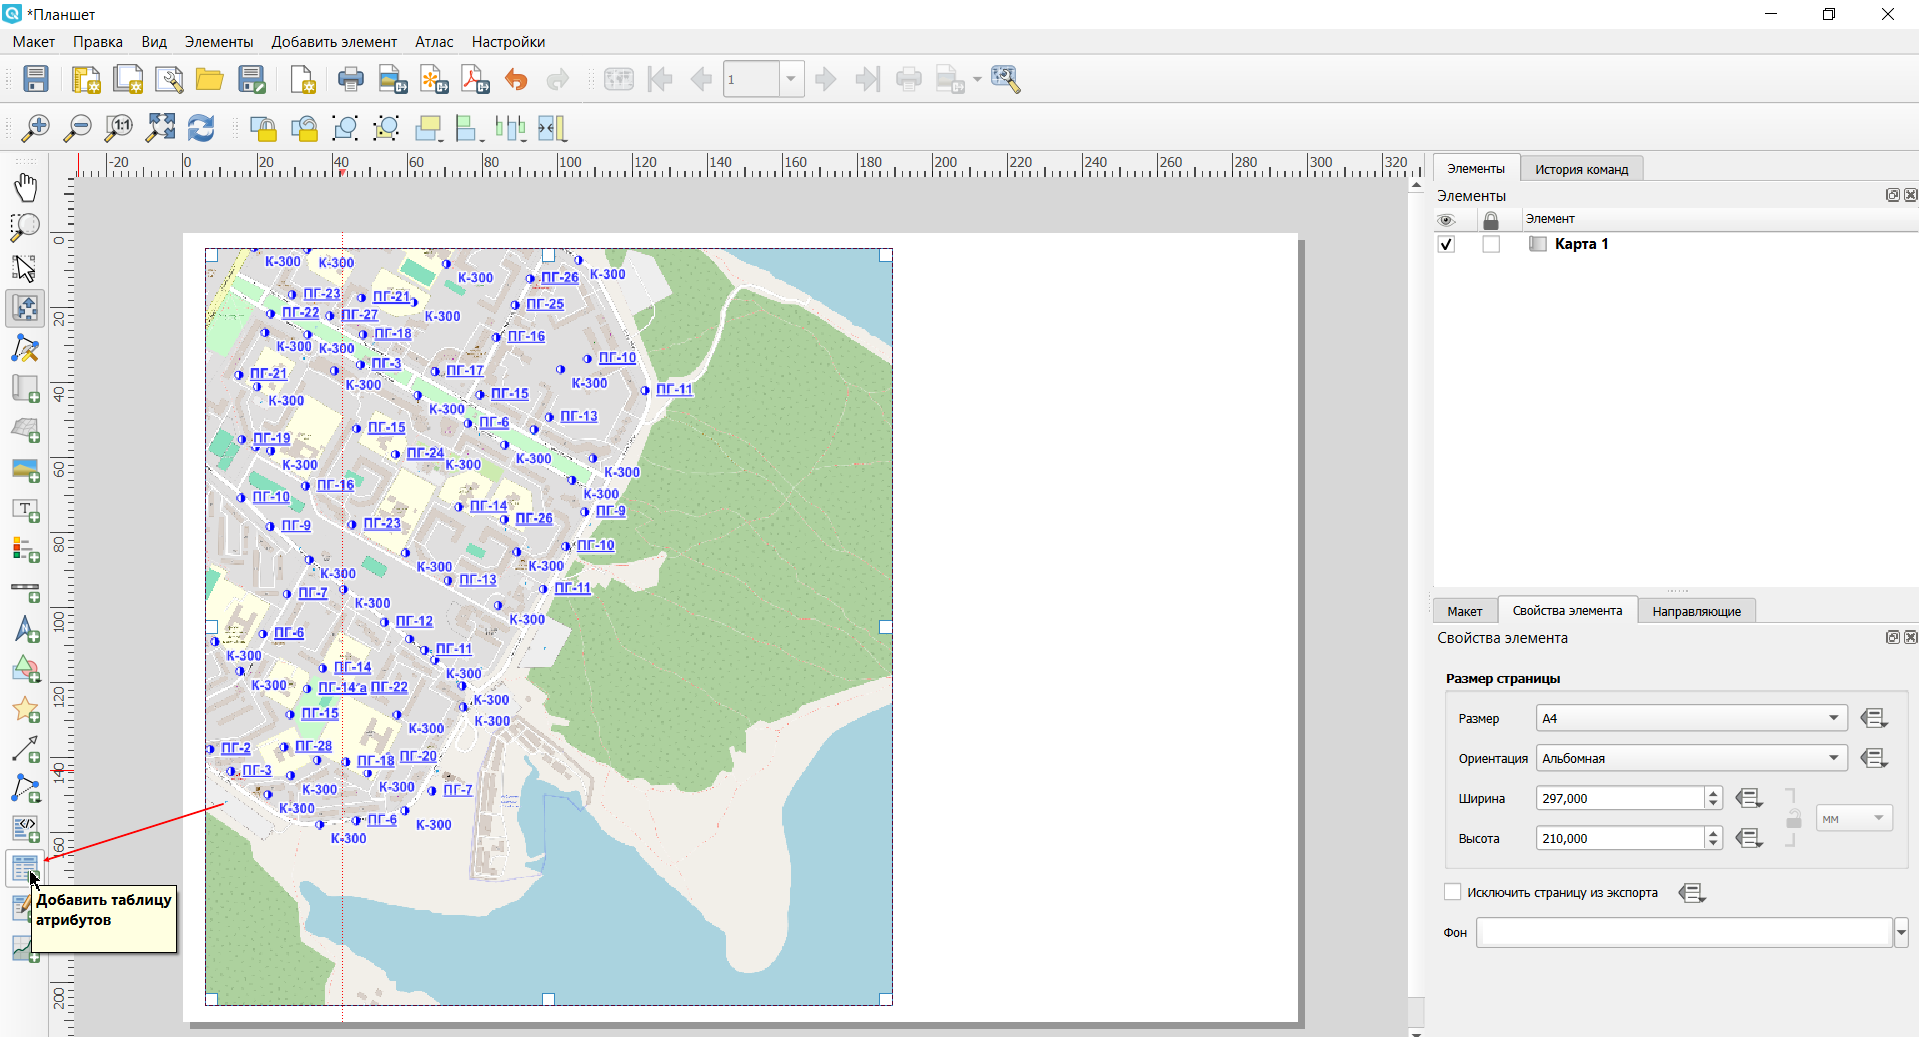 *Планшет
Макет Правка Вид Элементы Добавить элемент Атлас Настройки
1
1:1
-20 0 20 40 60 80 100 120 140 160 180 200 220 240 260 280 300 320
0
20
40
60
80
100
120
140
60
200
К-300 К-300
К-300 ПГ-26 К-300
ПГ-23 ПГ-21
ПГ-25
ПГ-22 ПГ-27 К-300
ПГ-18 ПГ-16
К-300 К-300
ПГ-3 ПГ-10
ПГ-21 ПГ-17
К-300 К-300 ПГ-11
К-300 ПГ-15
К-300 ПГ-13
ПГ-15 ПГ-6
ПГ-19
ПГ-24
К-300 К-300 К-300
К-300
ПГ-16
ПГ-10 К-300
ПГ-14 ПГ-9
ПГ-9 ПГ-23 ПГ-26
ПГ-10
К-300 К-300
К-300 ПГ-13 ПГ-11
ПГ-7 К-300
ПГ-12 К-300
ПГ-6
К-300 ПГ-11
ПГ-14 К-300
К-300 ПГ-14"а ПГ-22
К-300
ПГ-15 К-300
К-300
ПГ-2 ПГ-28
ПГ-18 ПГ-20
ПГ-3
К-300 К-300 ПГ-7
К-300
ПГ-6 К-300
К-300
Добавить таблицу
атрибутов
Элементы История команд
Элементы
Элемент
Карта 1
Макет Свойства элемента Направляющие
Свойства элемента
Размер страницы
Размер A4
Ориентация Альбомная
Ширина 297,000
мм
Высота 210,000
Исключить страницу из экспорта
Фон